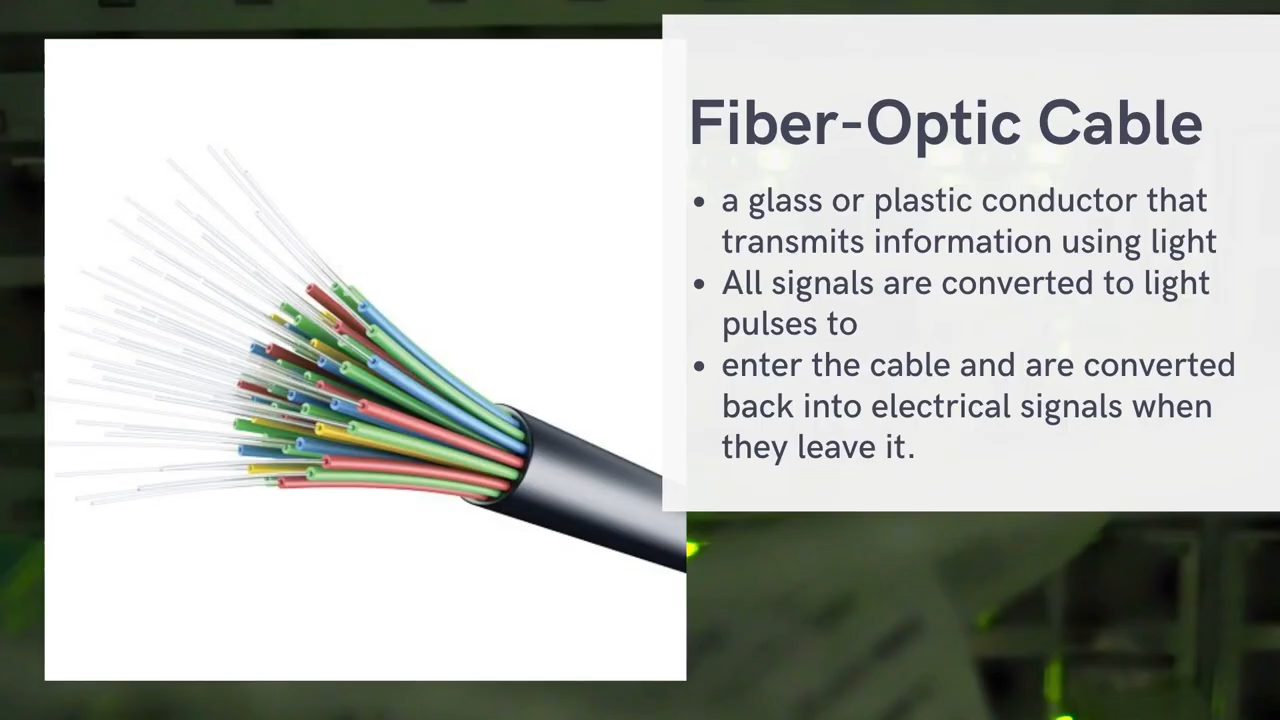 Fiber-Optic Cable
• a glass or plastic conductor that
transmits information using light
• All signals are converted to light
pulses to
• enter the cable and are converted
back into electrical signals when
they leave it.